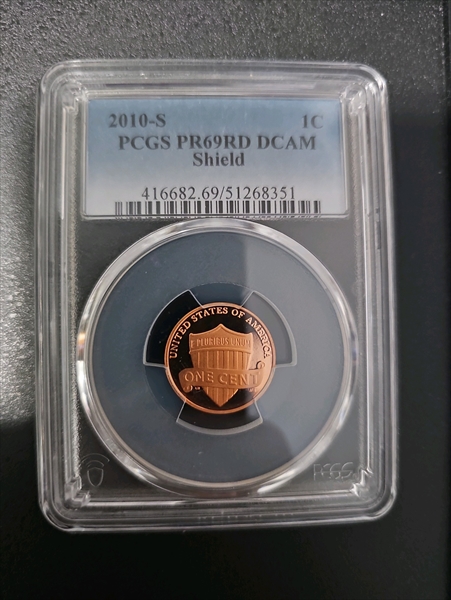 2010-S 1C
PCGS PR69RD DCAM
Shield
416682.69/51268351
UNITED STATES OF AMERICA
E PLURIBUS UNUM
ONE CENT
PCGS